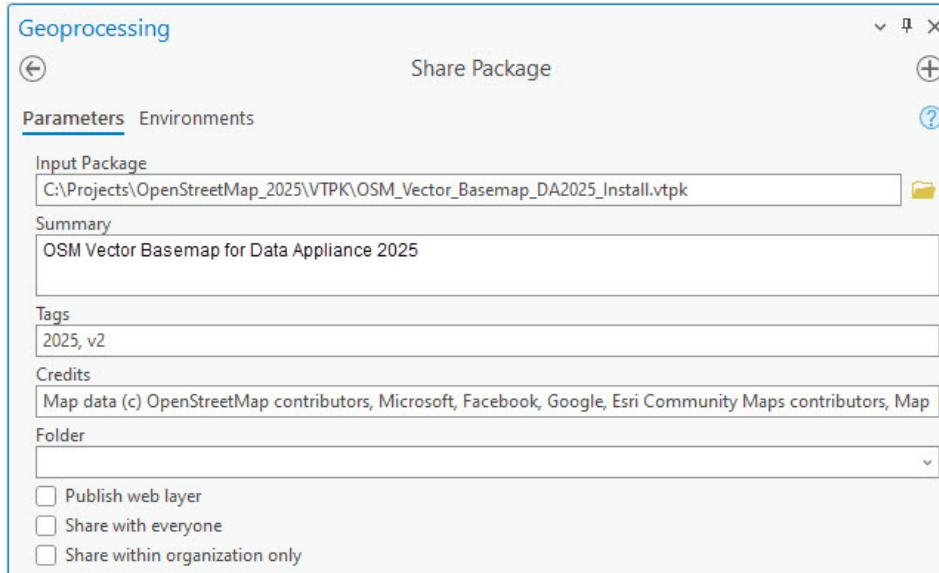 Geoprocessing
Share Package
Parameters Environments
Input Package
C:\Projects\OpenStreetMap_2025\VTPK\OSM_Vector_Basemap_DA2025_Install.vtpk
Summary
OSM Vector Basemap for Data Appliance 2025
Tags
2025, v2
Credits
Map data (c) OpenStreetMap contributors, Microsoft, Facebook, Google, Esri Community Maps contributors, Map
Folder
Publish web layer
Share with everyone
Share within organization only